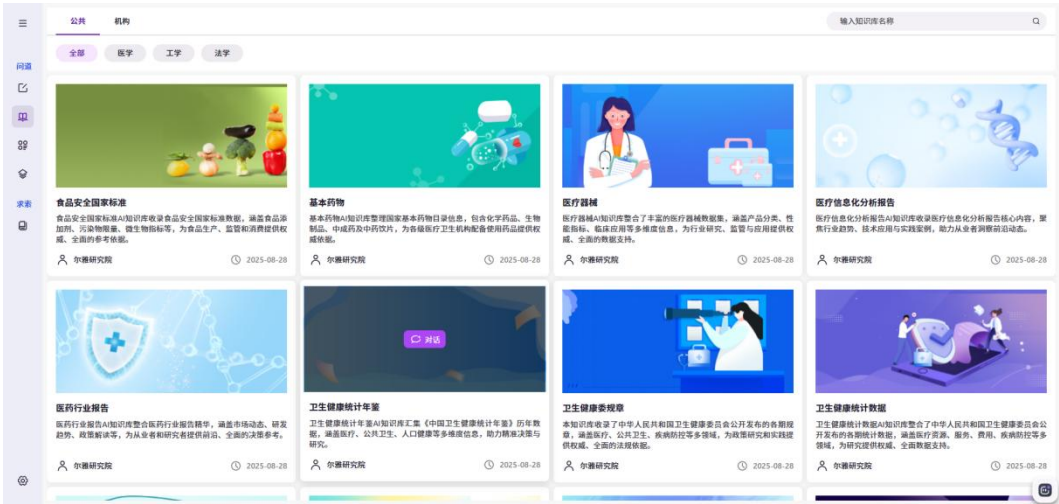 公共
机构
输入知识库名称
全部
医学
工学
法学
问道
求索
食品安全国家标准
食品安全国家标准AI知识库收录食品安全国家标准数据，涵盖食品添
加剂、污染物限量、微生物指标等，为食品生产、监管和消费提供权
威、全面的参考依据。
尔雅研究院
2025-08-28
基本药物
基本药物AI知识库整理国家基本药物目录信息，包含化学药品、生物
制品、中成药及中药饮片，为各级医疗卫生机构配备使用药品提供权
威依据。
尔雅研究院
2025-08-28
医疗器械
医疗器械AI知识库整合了丰富的医疗器械数据集，涵盖产品分类、性
能指标、临床应用等多维度信息，为行业研究、监管与应用提供权
威、全面的数据支持。
尔雅研究院
2025-08-28
医疗信息化分析报告
医疗信息化分析报告AI知识库收录医疗信息化分析报告核心内容，聚
焦行业趋势、技术应用与实践案例，助力从业者洞察前沿动态。
尔雅研究院
2025-08-28
医药行业报告
医药行业报告AI知识库整合医药行业报告精华，涵盖市场动态、研发
趋势、政策解读等，为从业者和研究者提供前沿、全面的决策参考。
尔雅研究院
2025-08-28
对话
卫生健康统计年鉴
卫生健康统计年鉴AI知识库汇集《中国卫生健康统计年鉴》历年数
据，涵盖医疗、公共卫生、人口健康等多维度信息，助力精准决策与
研究。
尔雅研究院
2025-08-28
卫生健康委规章
本知识库收录了中华人民共和国卫生健康委员会公开发布的各期规
章，涵盖医疗、公共卫生、疾病防控等多领域，为政策研究和实践提
供权威、全面的法规依据。
尔雅研究院
2025-08-28
卫生健康统计数据
卫生健康统计数据AI知识库整合了中华人民共和国卫生健康委员会公
开发布的各期统计数据，涵盖医疗资源、服务、费用、疾病防控等多
领域，为研究提供权威、全面数据支持。
尔雅研究院
2025-08-28